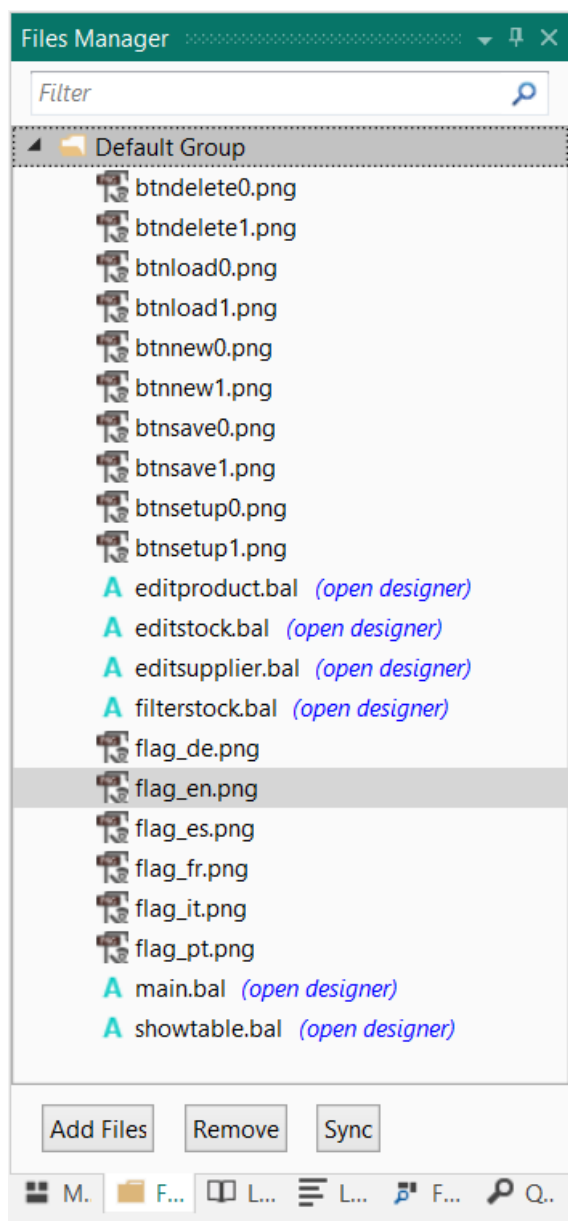 Files Manager
Filter
Default Group
btndelete0.png
btndelete1.png
btnload0.png
btnload1.png
btnnew0.png
btnnew1.png
btnsave0.png
btnsave1.png
btnsetup0.png
btnsetup1.png
A editproduct.bal (open designer)
A editstock.bal (open designer)
A editsupplier.bal (open designer)
A filterstock.bal (open designer)
flag_de.png
flag_en.png
flag_es.png
flag_fr.png
flag_it.png
flag_pt.png
A main.bal (open designer)
A showtable.bal (open designer)
Add Files Remove Sync
M. F... L... L... F... Q..